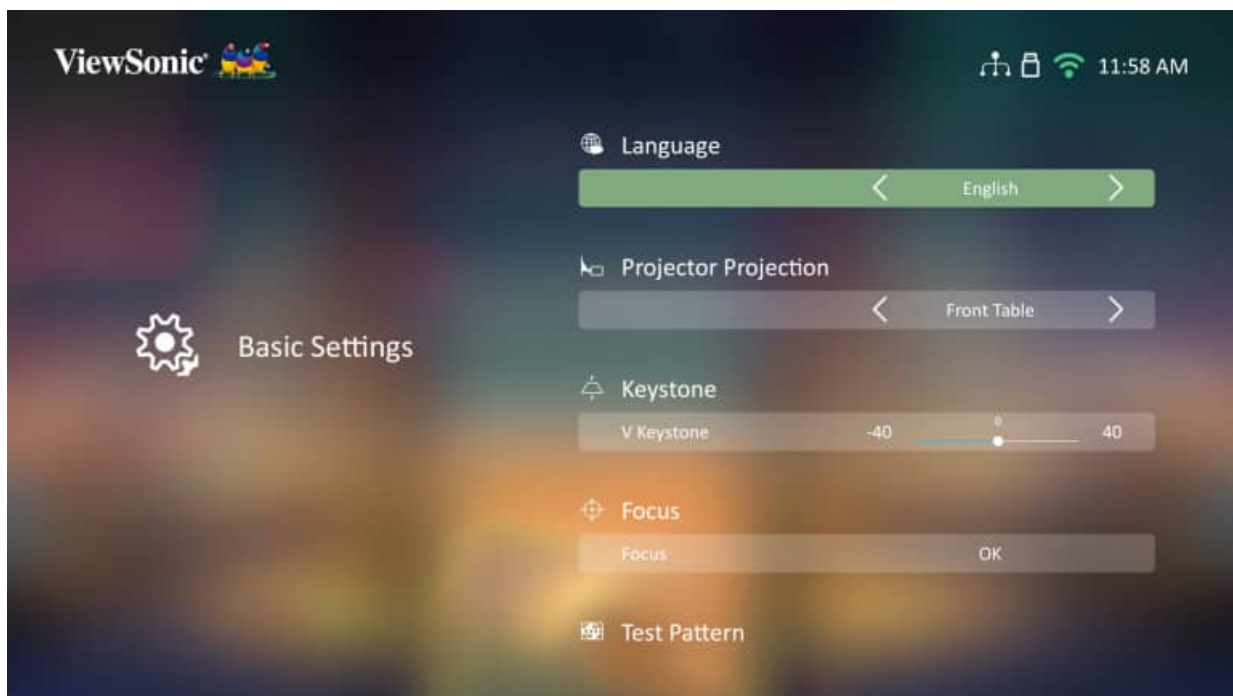 ViewSonic
11:58 AM
Language
English
Projector Projection
Front Table
Basic Settings
Keystone
V Keystone -40 0 40
Focus
Focus OK
Test Pattern